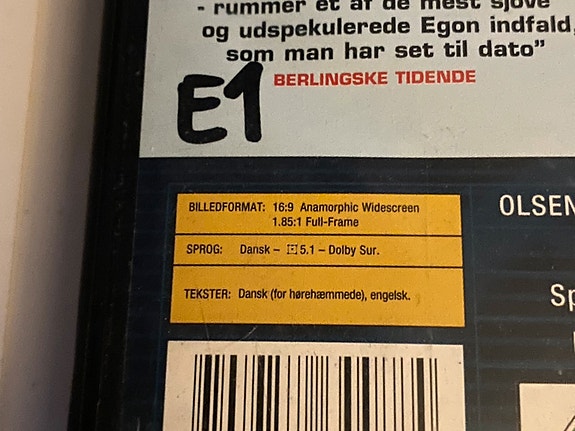 - rummer et af de mest sjove
og udspekulerede Egon indfald,
som man har set til dato”
BERLINGSKE TIDENDE
E1
BILLEDFORMAT: 16:9 Anamorphic Widescreen
1.85:1 Full-Frame
OLSEN
SPROG: Dansk – 5.1 – Dolby Sur.
TEKSTER: Dansk (for hørehæmmede), engelsk.
Sp